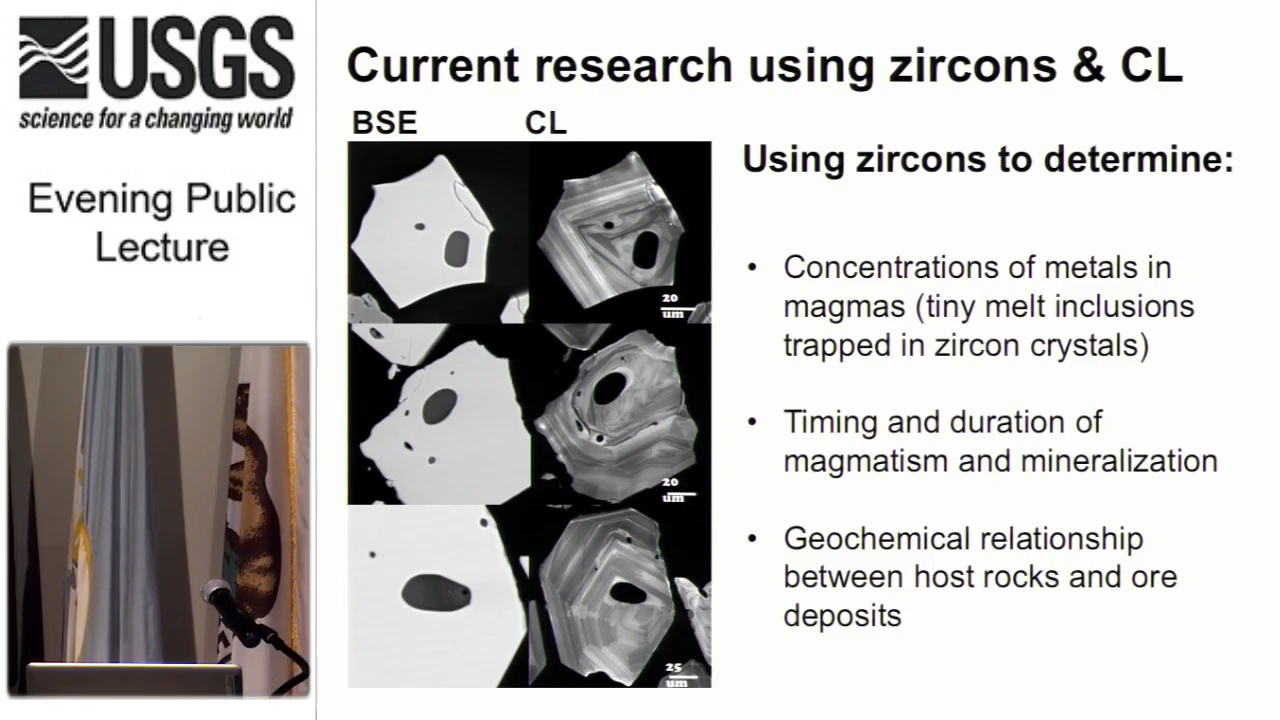 USGS
science for a changing world
Evening Public
Lecture
Current research using zircons & CL
BSE CL
20
um
20
um
25
um
Using zircons to determine:
• Concentrations of metals in
magmas (tiny melt inclusions
trapped in zircon crystals)
• Timing and duration of
magmatism and mineralization
• Geochemical relationship
between host rocks and ore
deposits